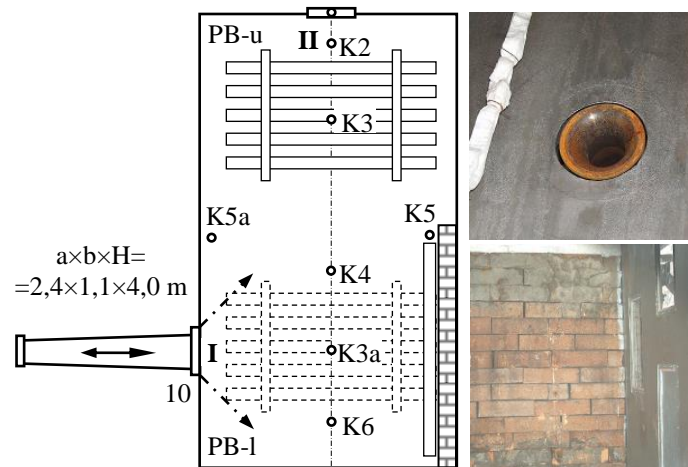 PB-u
II
K2
K3
K5a
K5
a×b×H=
=2,4×1,1×4,0 m
K4
I
K3a
10
K6
PB-l